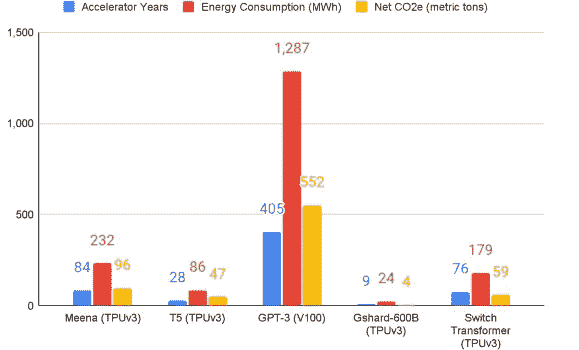 Accelerator Years Energy Consumption (MWh) Net CO2e (metric tons)
1,500
1,000
500
0
84 232 96
28 86 47
405 1,287 552
9 24 4
76 179 59
Meena (TPUv3) T5 (TPUv3) GPT-3 (V100) Gshard-600B Switch
(TPUv3) Transformer
(TPUv3)